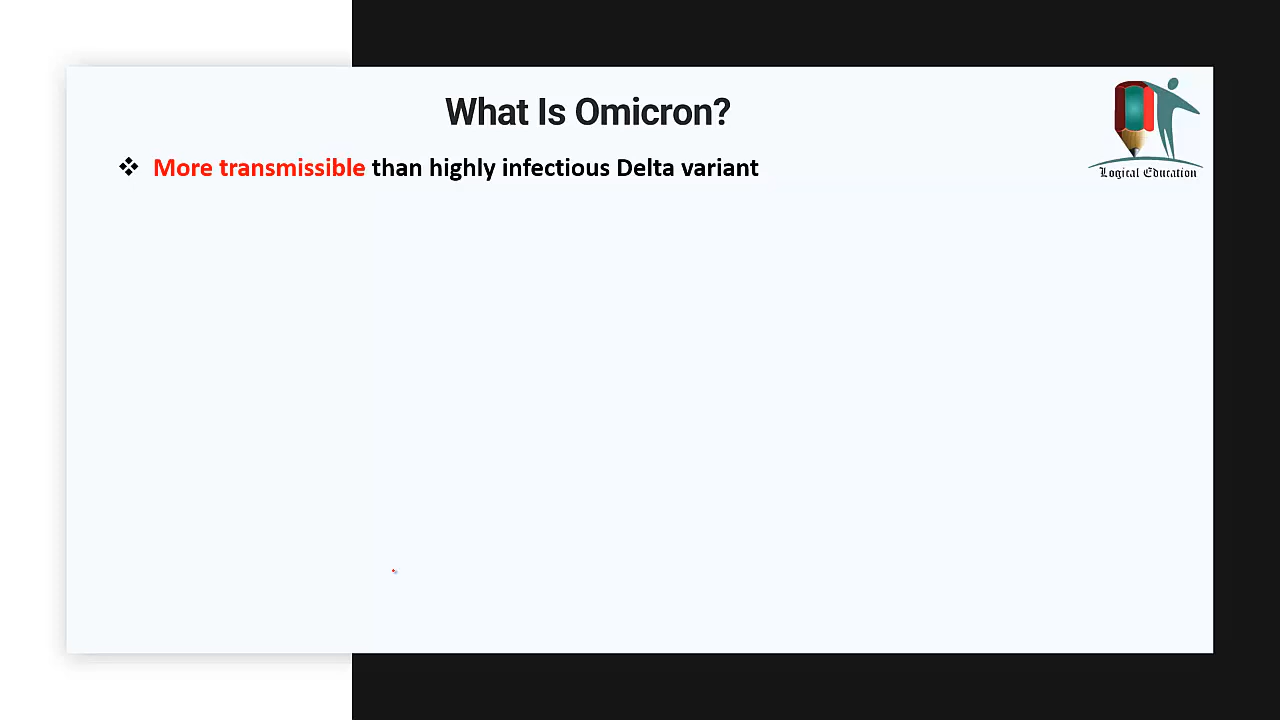 What Is Omicron?
❖ More transmissible than highly infectious Delta variant
Logical Education